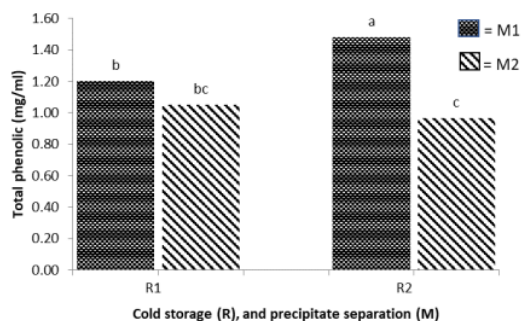 1.60
1.40
1.20
1.00
0.80
0.60
0.40
0.20
0.00
Total phenolic (mg/ml)
b
bc
a
c
= M1
= M2
R1
R2
Cold storage (R), and precipitate separation (M)